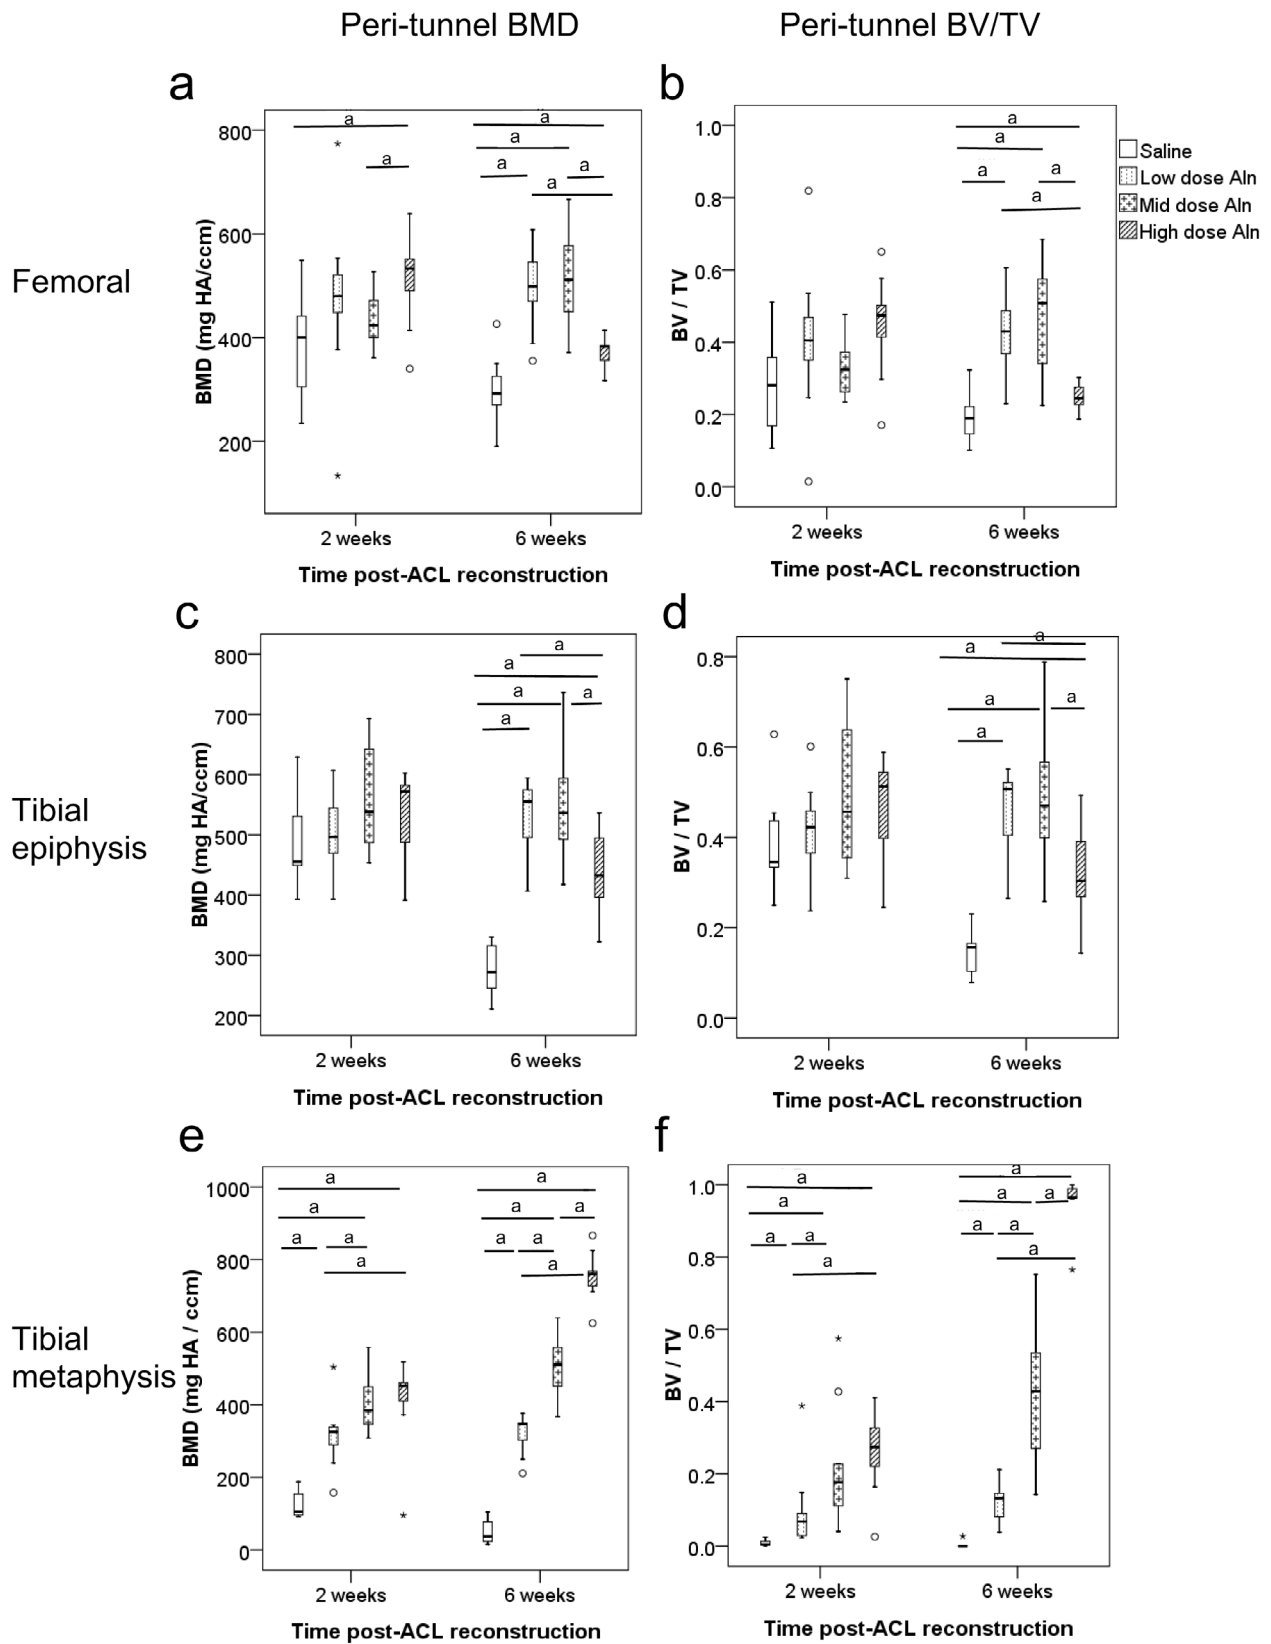 Peri-tunnel BMD
Peri-tunnel BV/TV
a
b
Femoral
BMD (mg HA/ccm)
800
600
400
200
a
a
a
a
a
a
a
2 weeks
6 weeks
Time post-ACL reconstruction
BV / TV
1.0
0.8
0.6
0.4
0.2
0.0
a
a
a
a
a
2 weeks
6 weeks
Time post-ACL reconstruction
Saline
Low dose Aln
Mid dose Aln
High dose Aln
c
d
Tibial
epiphysis
BMD (mg HA/ccm)
800
700
600
500
400
300
200
a
a
a
a
a
2 weeks
6 weeks
Time post-ACL reconstruction
BV / TV
0.8
0.6
0.4
0.2
0.0
a
a
a
a
a
2 weeks
6 weeks
Time post-ACL reconstruction
e
f
Tibial
metaphysis
BMD (mg HA / ccm)
1000
800
600
400
200
0
a
a
a
a
a
a
a
a
a
a
a
2 weeks
6 weeks
Time post-ACL reconstruction
BV / TV
1.0
0.8
0.6
0.4
0.2
0.0
a
a
a
a
a
a
a
a
a
a
a
2 weeks
6 weeks
Time post-ACL reconstruction